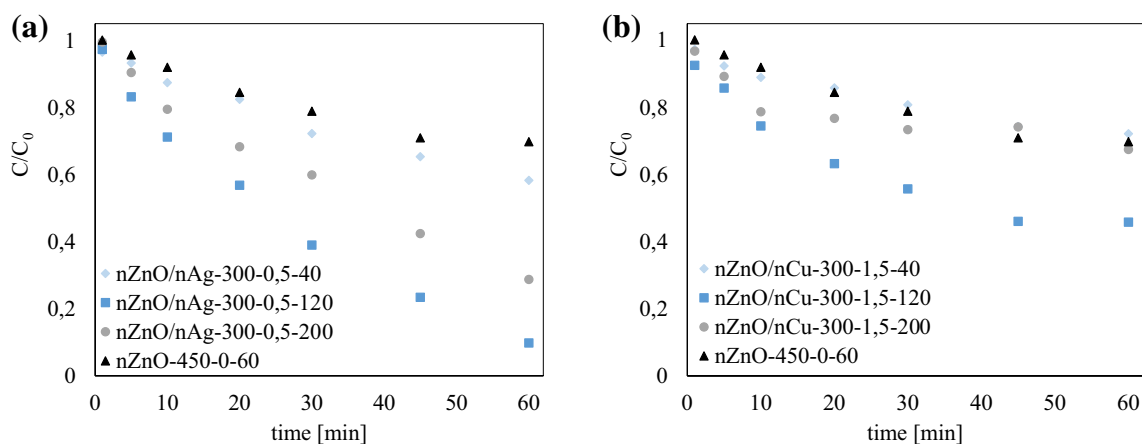 (a)
1
0,8
0,6
0,4
0,2
0
C/C₀
nZnO/nAg-300-0,5-40
nZnO/nAg-300-0,5-120
nZnO/nAg-300-0,5-200
nZnO-450-0-60
0 10 20 30 40 50 60
time [min]
(b)
1
0,8
0,6
0,4
0,2
0
C/C₀
nZnO/nCu-300-1,5-40
nZnO/nCu-300-1,5-120
nZnO/nCu-300-1,5-200
nZnO-450-0-60
0 10 20 30 40 50 60
time [min]